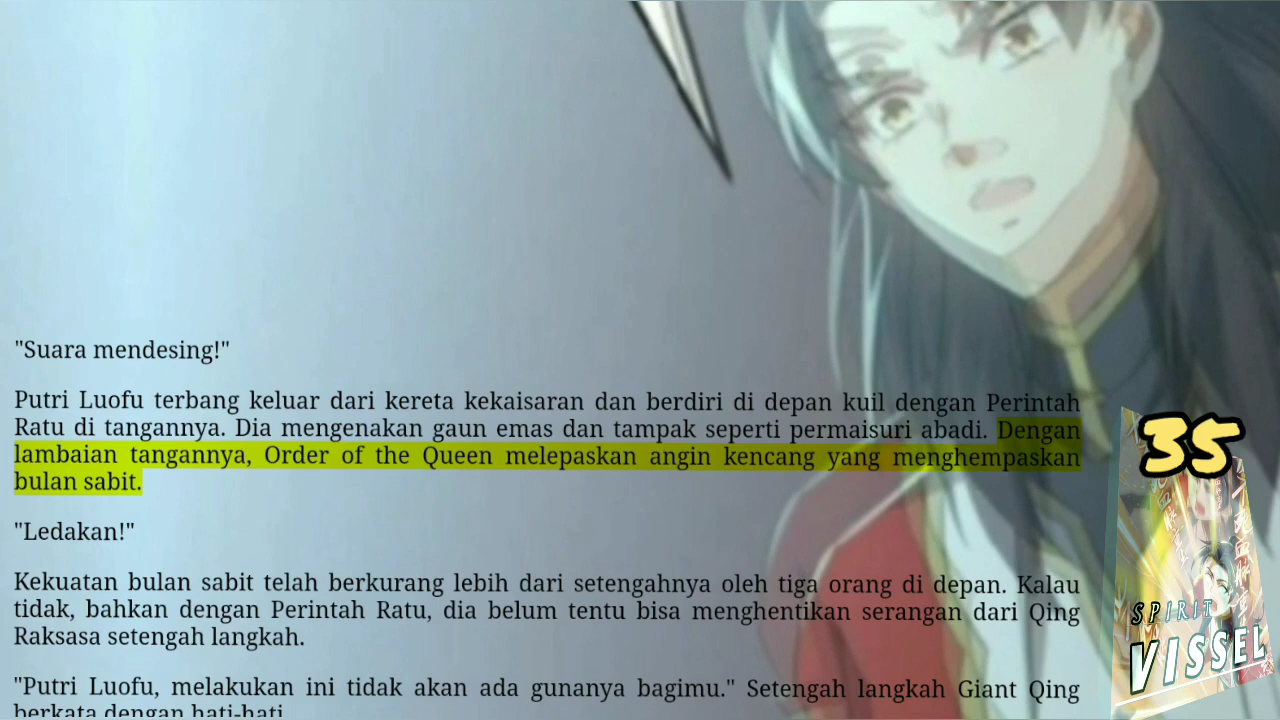 "Suara mendesing!"
Putri Luofu terbang keluar dari kereta kekaisaran dan berdiri di depan kuil dengan Perintah
Ratu di tangannya. Dia mengenakan gaun emas dan tampak seperti permaisuri abadi. Dengan
lambaian tangannya, Order of the Queen melepaskan angin kencang yang menghempaskan
bulan sabit.
"Ledakan!"
Kekuatan bulan sabit telah berkurang lebih dari setengahnya oleh tiga orang di depan. Kalau
tidak, bahkan dengan Perintah Ratu, dia belum tentu bisa menghentikan serangan dari Qing
Raksasa setengah langkah.
"Putri Luofu, melakukan ini tidak akan ada gunanya bagimu." Setengah langkah Giant Qing
berkata dengan hati-hati.
35
SPIRIT
VISSEL